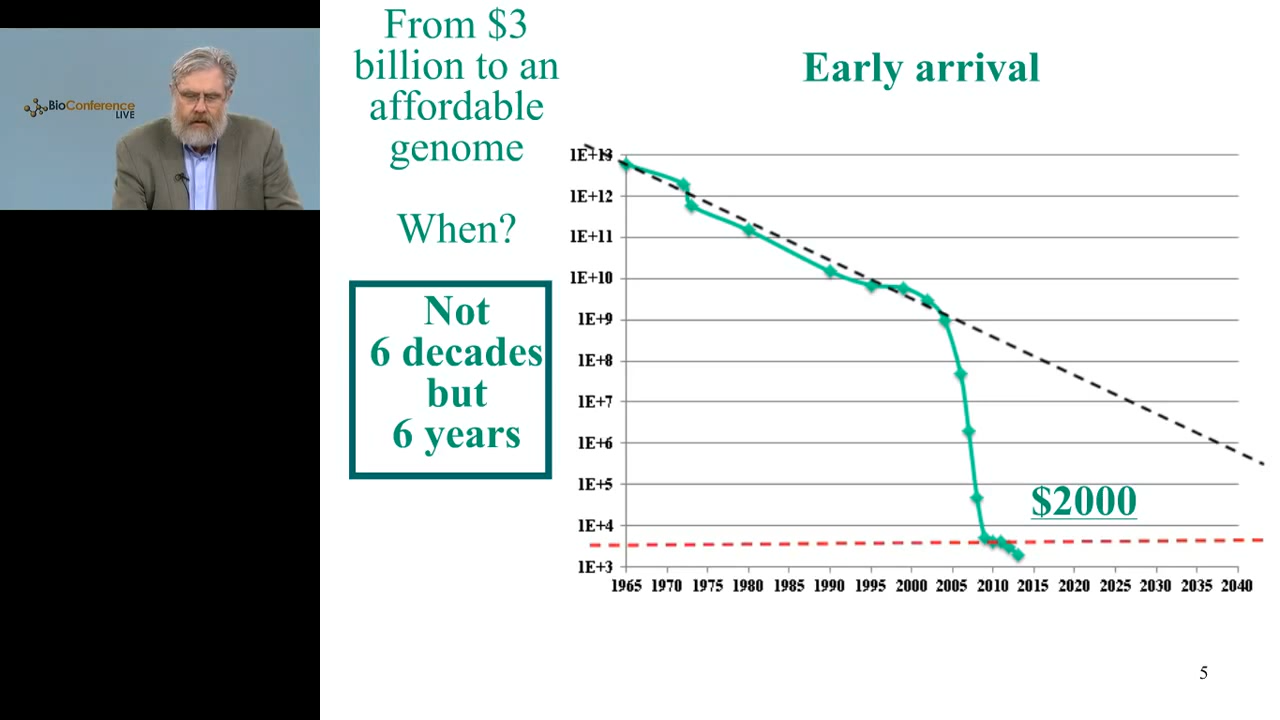 BioConference
LIVE
From $3
billion to an
affordable
genome
When?
Not
6 decades
but
6 years
Early arrival
1E+13
1E+12
1E+11
1E+10
1E+9
1E+8
1E+7
1E+6
1E+5
1E+4
1E+3
$2000
1965 1970 1975 1980 1985 1990 1995 2000 2005 2010 2015 2020 2025 2030 2035 2040
5